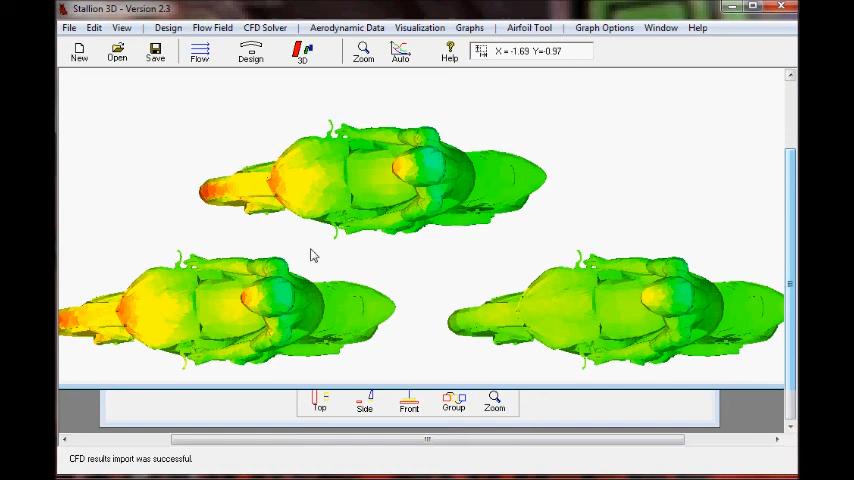 Stallion 3D - Version 2.3
File Edit View Design Flow Field CFD Solver Aerodynamic Data Visualization Graphs Airfoil Tool Graph Options Window Help
New Open Save Flow Design 3D Zoom Auto Help X = -1.69 Y=-0.97
Top Side Front Group Zoom
CFD results import was successful.